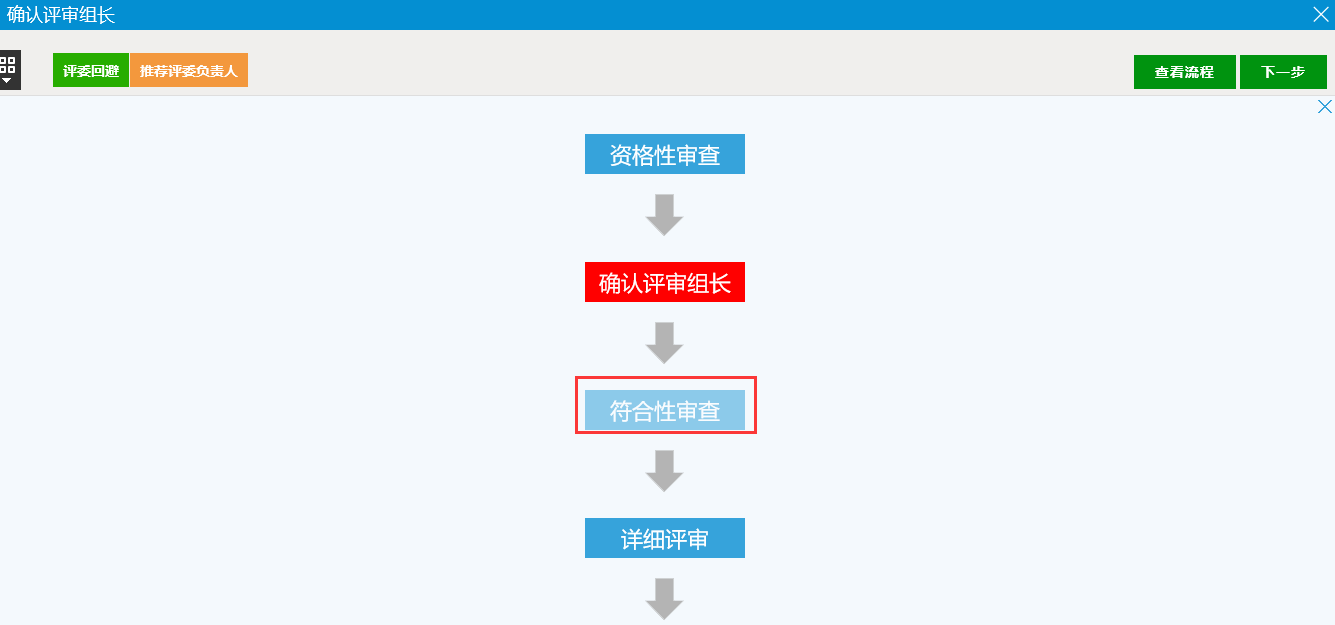 确认评审组长
评委回避
推荐评委负责人
查看流程
下一步
资格性审查
确认评审组长
符合性审查
详细评审